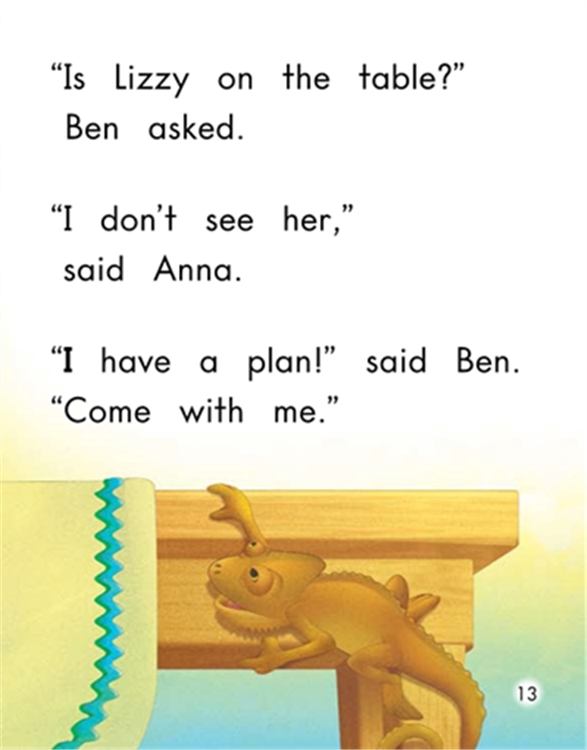 “Is Lizzy on the table?”
Ben asked.
“I don’t see her,”
said Anna.
“I have a plan!” said Ben.
“Come with me.”
13